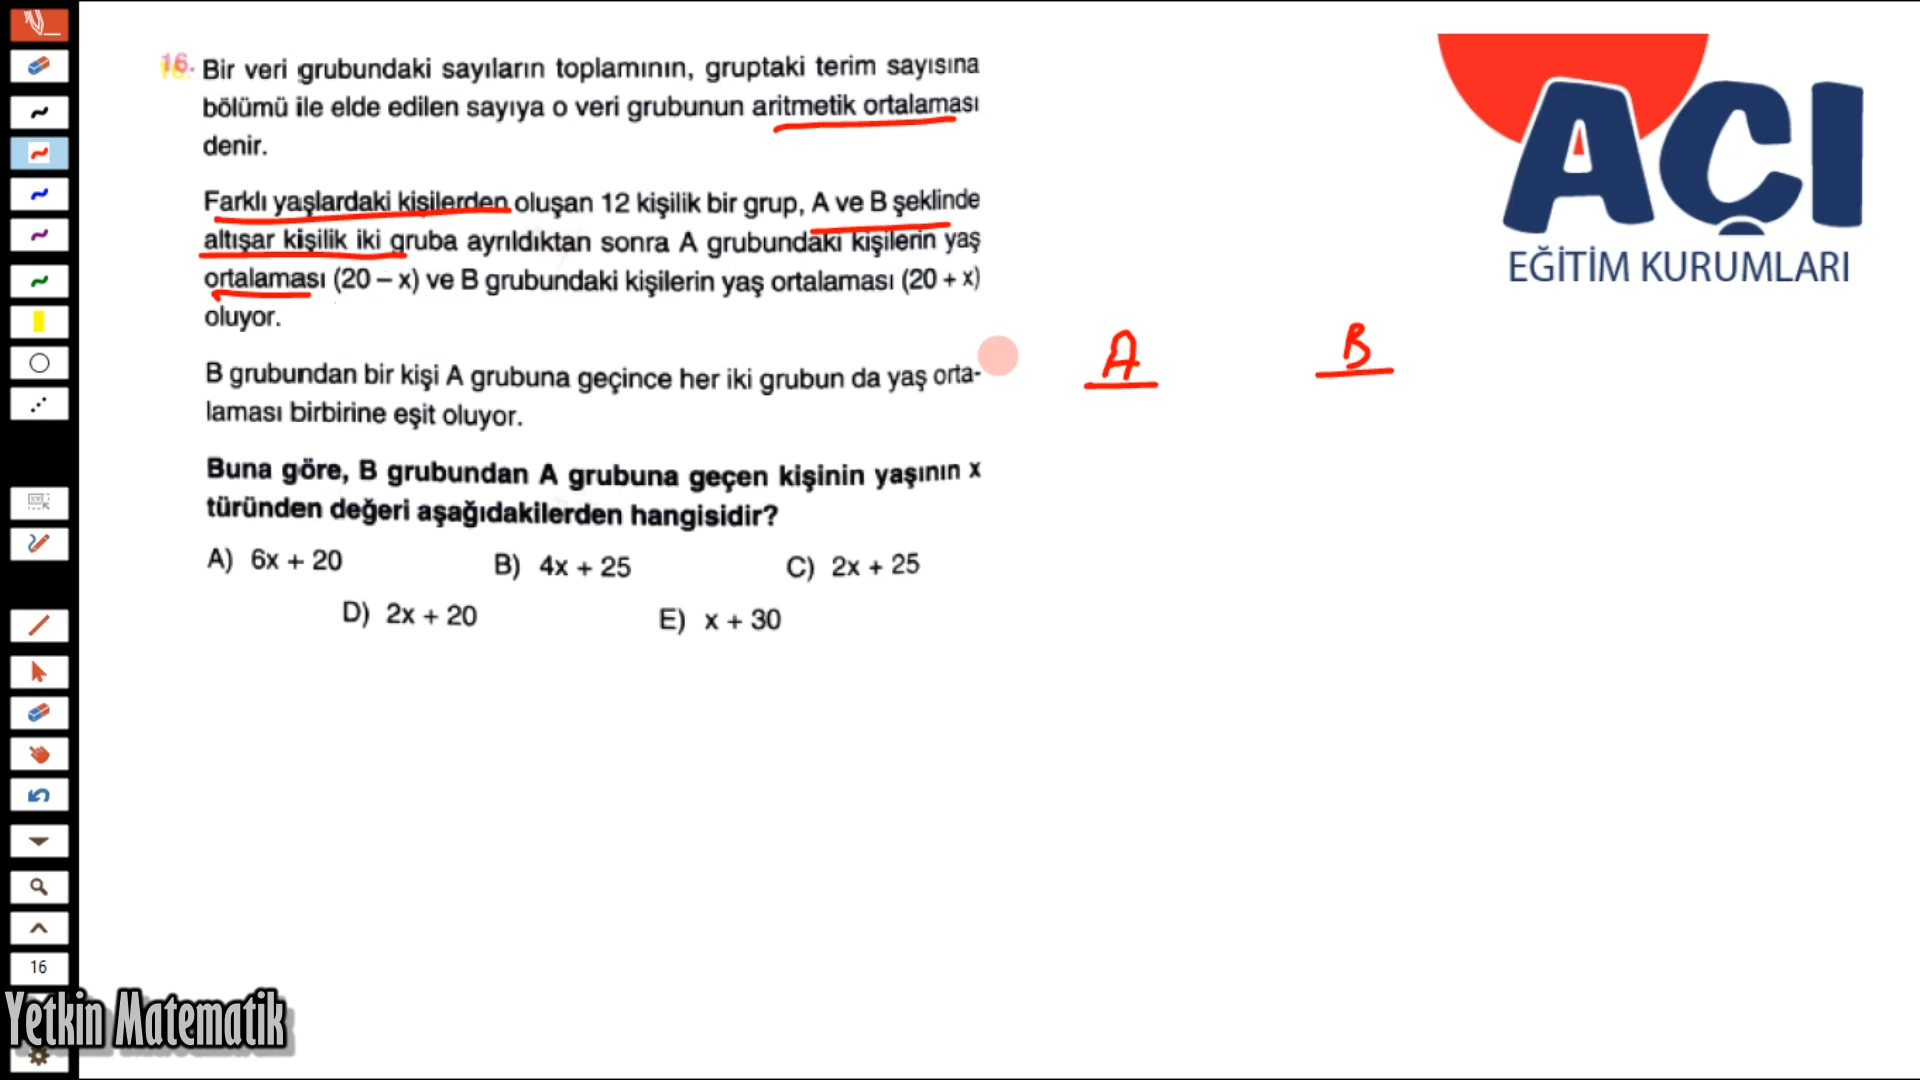 16. Bir veri grubundaki sayıların toplamının, gruptaki terim sayısına
bölümü ile elde edilen sayıya o veri grubunun aritmetik ortalaması
denir.
Farklı yaşlardaki kişilerden oluşan 12 kişilik bir grup, A ve B şeklinde
altışar kişilik iki gruba ayrıldıktan sonra A grubundaki kişilerin yaş
ortalaması (20 – x) ve B grubundaki kişilerin yaş ortalaması (20 + x)
oluyor.
B grubundan bir kişi A grubuna geçince her iki grubun da yaş orta-
laması birbirine eşit oluyor.
Buna göre, B grubundan A grubuna geçen kişinin yaşının x
türünden değeri aşağıdakilerden hangisidir?
A) 6x + 20 B) 4x + 25 C) 2x + 25
D) 2x + 20 E) x + 30
A B
AÇI
EĞİTİM KURUMLARI
16
Yetkin Matematik